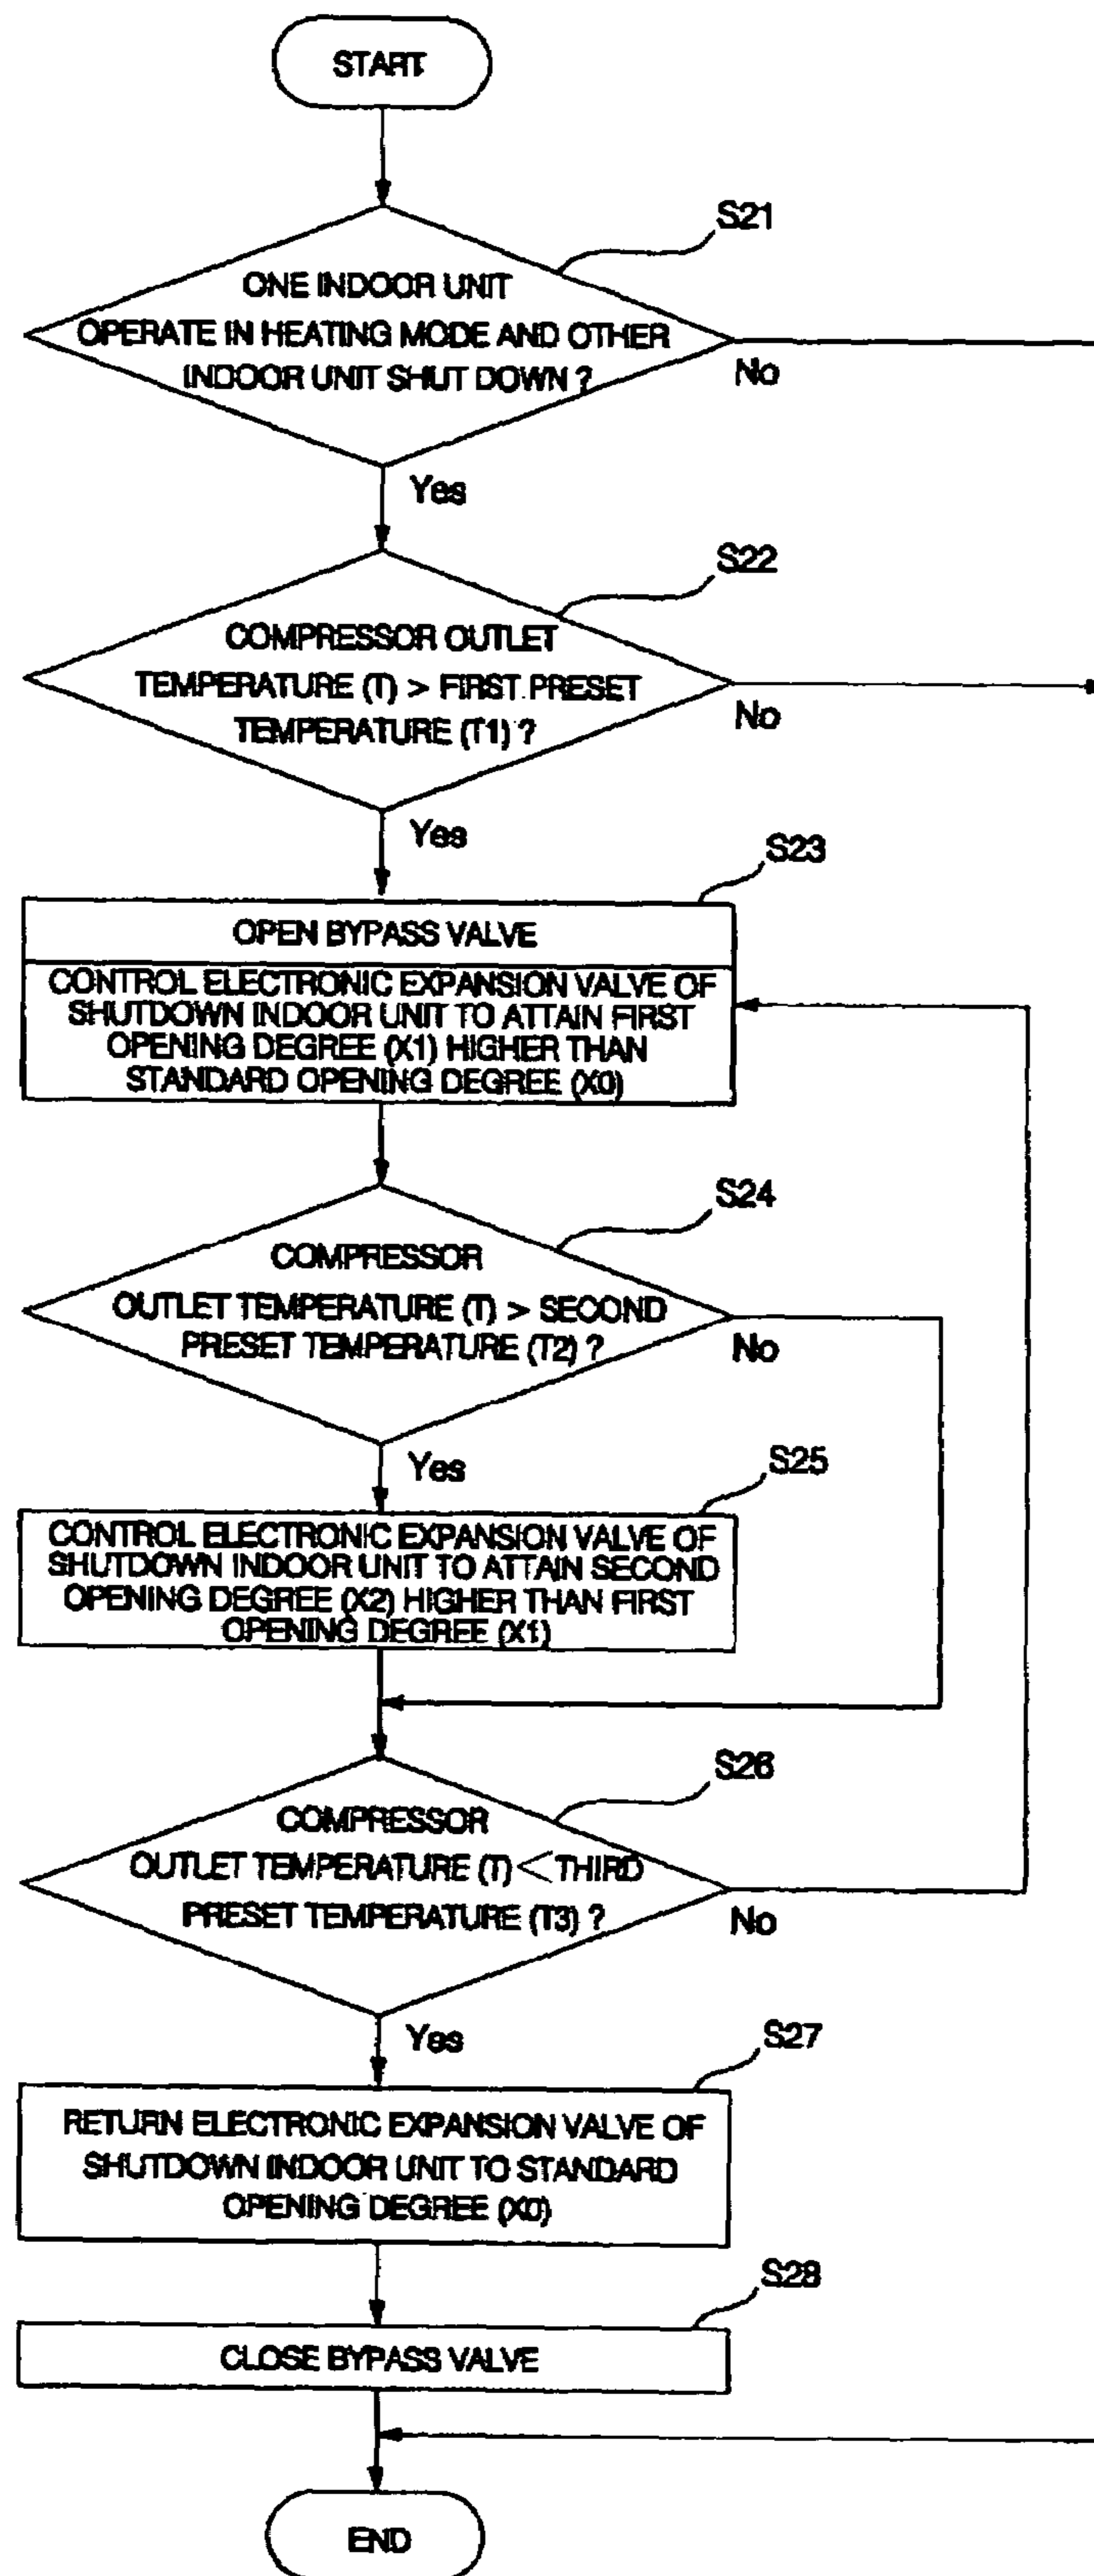 START
S21
ONE INDOOR UNIT
OPERATE IN HEATING MODE AND OTHER
INDOOR UNIT SHUT DOWN ?
No
Yes
S22
COMPRESSOR OUTLET
TEMPERATURE (T) > FIRST PRESET
TEMPERATURE (T1) ?
No
Yes
S23
OPEN BYPASS VALVE
CONTROL ELECTRONIC EXPANSION VALVE OF
SHUTDOWN INDOOR UNIT TO ATTAIN FIRST
OPENING DEGREE (X1) HIGHER THAN
STANDARD OPENING DEGREE (X0)
S24
COMPRESSOR
OUTLET TEMPERATURE (T) > SECOND
PRESET TEMPERATURE (T2) ?
No
Yes
S25
CONTROL ELECTRONIC EXPANSION VALVE OF
SHUTDOWN INDOOR UNIT TO ATTAIN SECOND
OPENING DEGREE (X2) HIGHER THAN FIRST
OPENING DEGREE (X1)
S26
COMPRESSOR
OUTLET TEMPERATURE (T) < THIRD
PRESET TEMPERATURE (T3) ?
No
Yes
S27
RETURN ELECTRONIC EXPANSION VALVE OF
SHUTDOWN INDOOR UNIT TO STANDARD
OPENING DEGREE (X0)
S28
CLOSE BYPASS VALVE
END